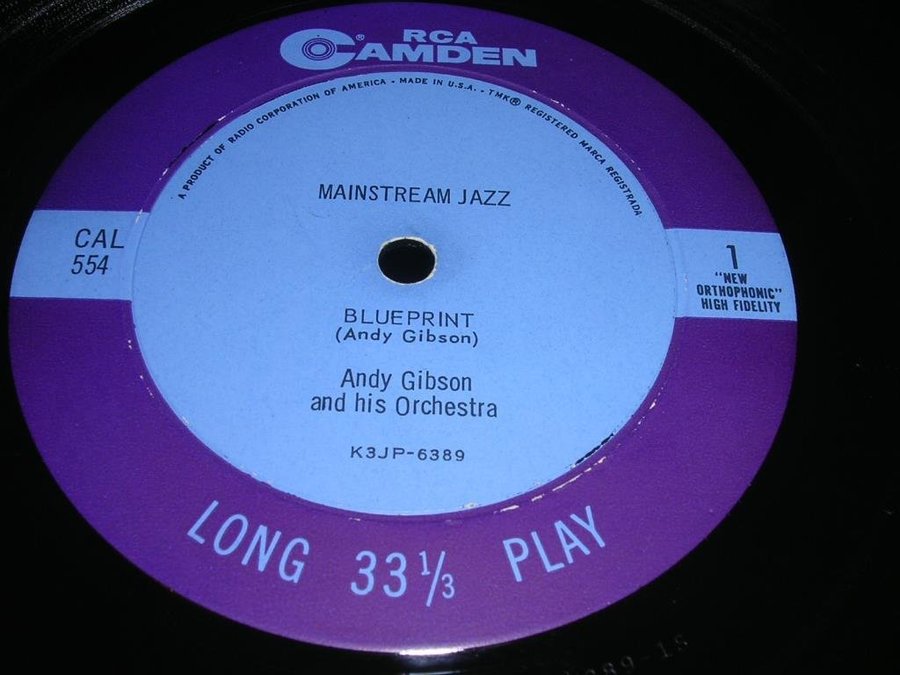 RCA
CAMDEN®
A PRODUCT OF RADIO CORPORATION OF AMERICA • MADE IN U.S.A. • TMK® REGISTERED MARCA REGISTRADA
MAINSTREAM JAZZ
CAL
554
1
"NEW
ORTHOPHONIC"
HIGH FIDELITY
BLUEPRINT
(Andy Gibson)
Andy Gibson
and his Orchestra
K3JP-6389
LONG 33⅓ PLAY